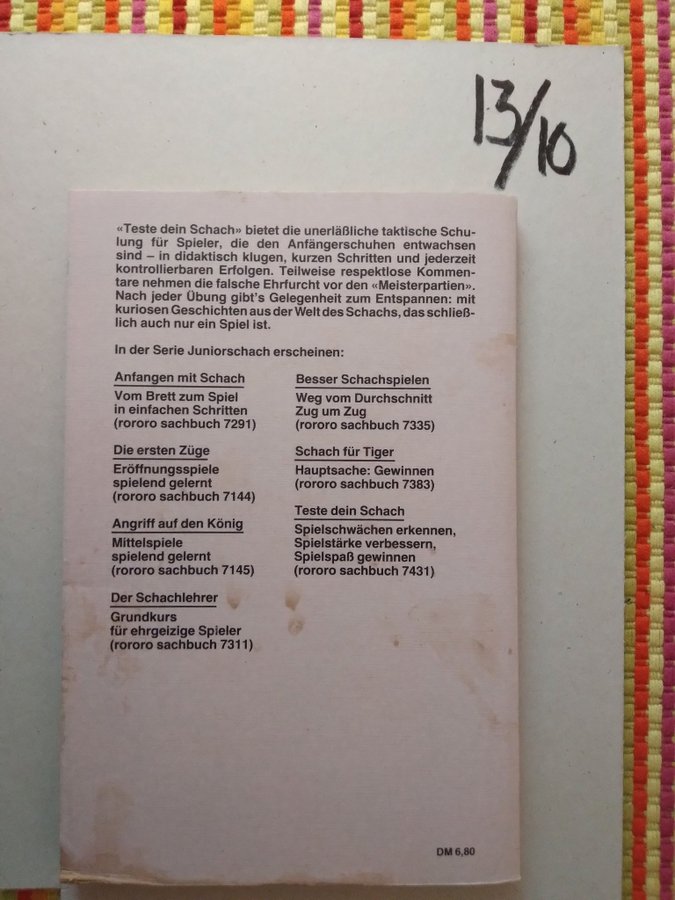 13/10
«Teste dein Schach» bietet die unerläßliche taktische Schu-
lung für Spieler, die den Anfängerschuhen entwachsen
sind – in didaktisch klugen, kurzen Schritten und jederzeit
kontrollierbaren Erfolgen. Teilweise respektlose Kommen-
tare nehmen die falsche Ehrfurcht vor den «Meisterpartien».
Nach jeder Übung gibt's Gelegenheit zum Entspannen: mit
kuriosen Geschichten aus der Welt des Schachs, das schließ-
lich auch nur ein Spiel ist.
In der Serie Juniorschach erscheinen:
Anfangen mit Schach
Vom Brett zum Spiel
in einfachen Schritten
(rororo sachbuch 7291)
Die ersten Züge
Eröffnungsspiele
spielend gelernt
(rororo sachbuch 7144)
Angriff auf den König
Mittelspiele
spielend gelernt
(rororo sachbuch 7145)
Der Schachlehrer
Grundkurs
für ehrgeizige Spieler
(rororo sachbuch 7311)
Besser Schachspielen
Weg vom Durchschnitt
Zug um Zug
(rororo sachbuch 7335)
Schach für Tiger
Hauptsache: Gewinnen
(rororo sachbuch 7383)
Teste dein Schach
Spielschwächen erkennen,
Spielstärke verbessern,
Spielspaß gewinnen
(rororo sachbuch 7431)
DM 6,80